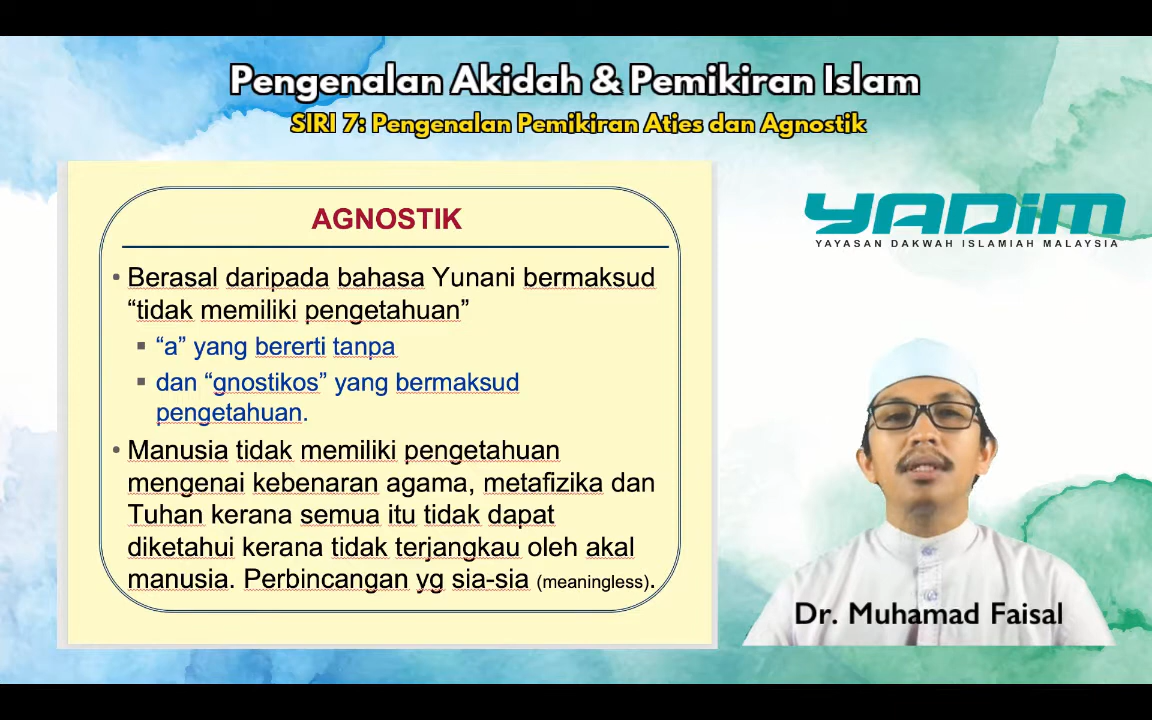 Pengenalan Akidah & Pemikiran Islam
SIRI 7: Pengenalan Pemikiran Aties dan Agnostik
AGNOSTIK
• Berasal daripada bahasa Yunani bermaksud
“tidak memiliki pengetahuan”
▪ “a” yang bererti tanpa
▪ dan “gnostikos” yang bermaksud
pengetahuan.
• Manusia tidak memiliki pengetahuan
mengenai kebenaran agama, metafizika dan
Tuhan kerana semua itu tidak dapat
diketahui kerana tidak terjangkau oleh akal
manusia. Perbincangan yg sia-sia (meaningless).
YADIM
YAYASAN DAKWAH ISLAMIAH MALAYSIA
Dr. Muhamad Faisal